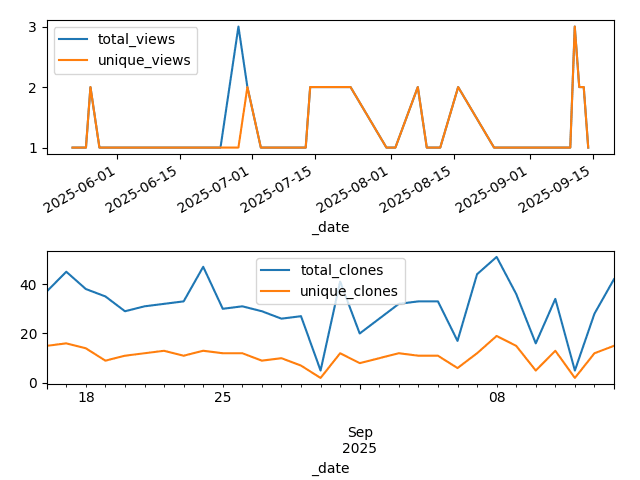 3
2
1
total_views
unique_views
2025-06-01
2025-06-15
2025-07-01
2025-07-15
2025-08-01
2025-08-15
2025-09-01
2025-09-15
_date
40
20
0
total_clones
unique_clones
18
25
08
Sep
2025
_date